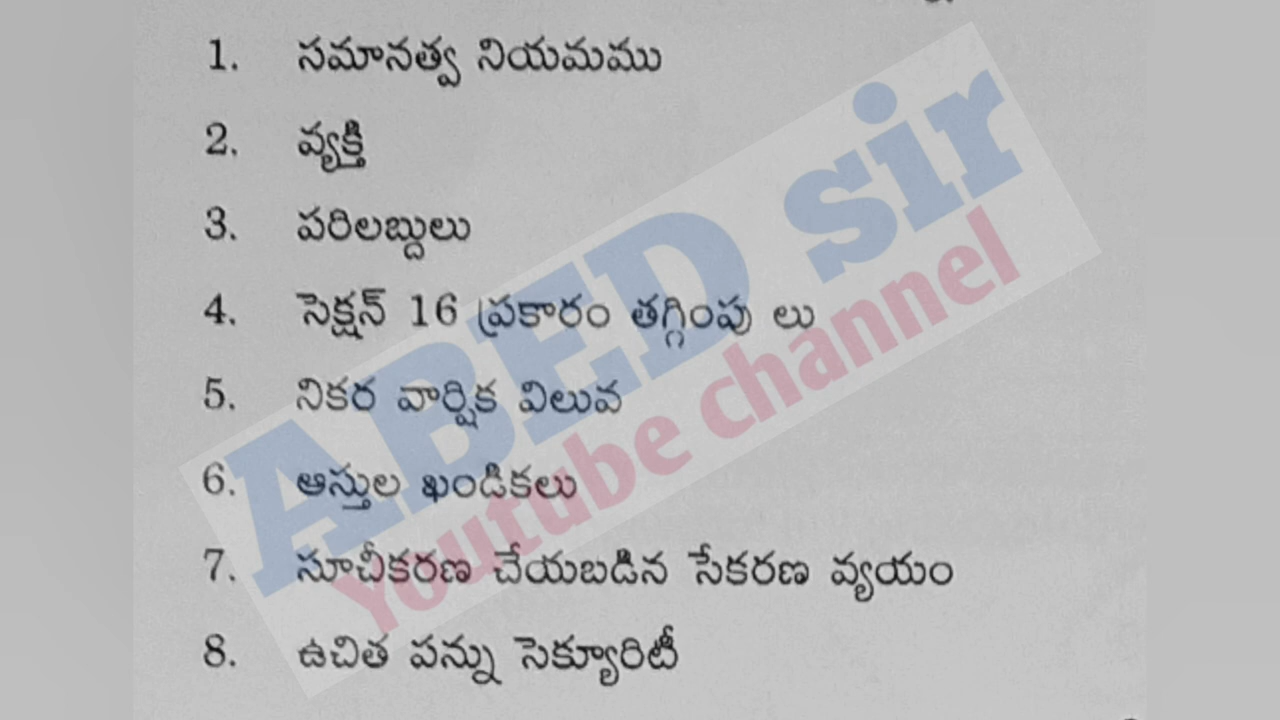 1. సమానత్వ నియమము
2. వ్యక్తి
3. పరిలబ్దులు
4. సెక్షన్ 16 ప్రకారం తగ్గింపు లు
5. నికర వార్షిక విలువ
6. ఆస్తుల ఖండికలు
7. సూచీకరణ చేయబడిన సేకరణ వ్యయం
8. ఉచిత పన్ను సెక్యూరిటీ
ABED sir
Youtube channel